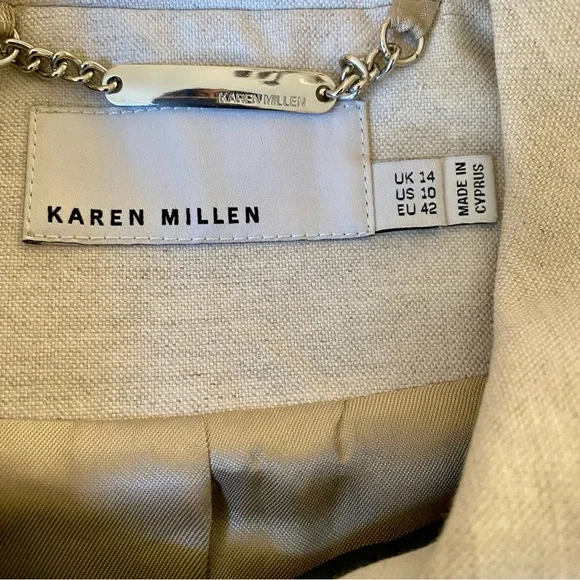 KAREN MILLEN
KAREN MILLEN
UK 14
US 10
EU 42
MADE IN
CYPRUS